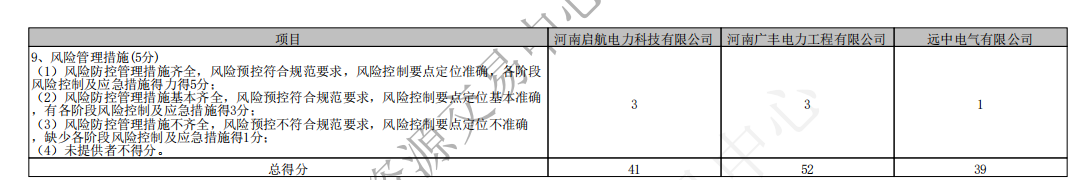 项目 河南启航电力科技有限公司 河南广丰电力工程有限公司 远中电气有限公司
9、风险管理措施(5分)
（1）风险防控管理措施齐全，风险预控符合规范要求，风险控制要点定位准确，各阶段
风险控制及应急措施得力得5分；
（2）风险防控管理措施基本齐全，风险预控符合规范要求，风险控制要点定位基本准确
，有各阶段风险控制及应急措施得3分；
（3）风险防控管理措施不齐全，风险预控不符合规范要求，风险控制要点定位不准确
，缺少各阶段风险控制及应急措施得1分；
（4）未提供者不得分。
3 3 1
总得分 41 52 39
资源交易中心
中心